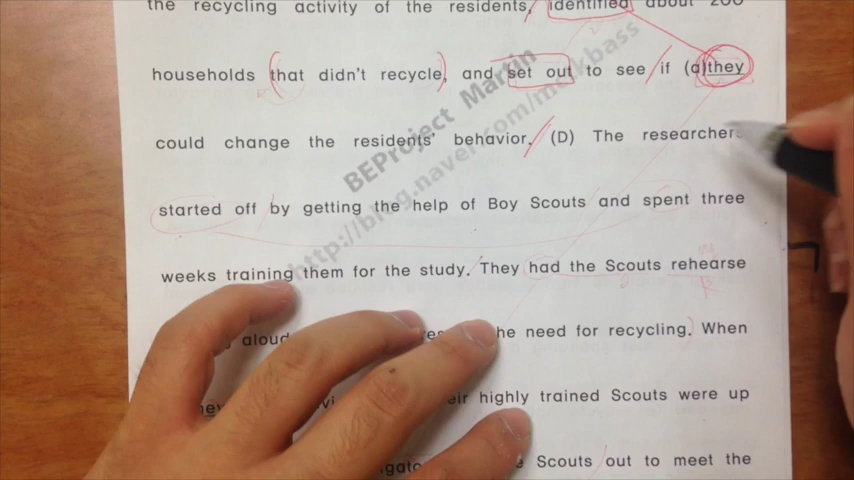 the recycling activity of the residents, identified about 200
households that didn't recycle, and set out to see if (a)they
could change the residents' behavior. (D) The researchers
started off by getting the help of Boy Scouts and spent three
weeks training them for the study. They had the Scouts rehearse
aloud he need for recycling. When
highly trained Scouts were up
Scouts out to meet the
BEProject Martin
http://blog.naver.com/markbass